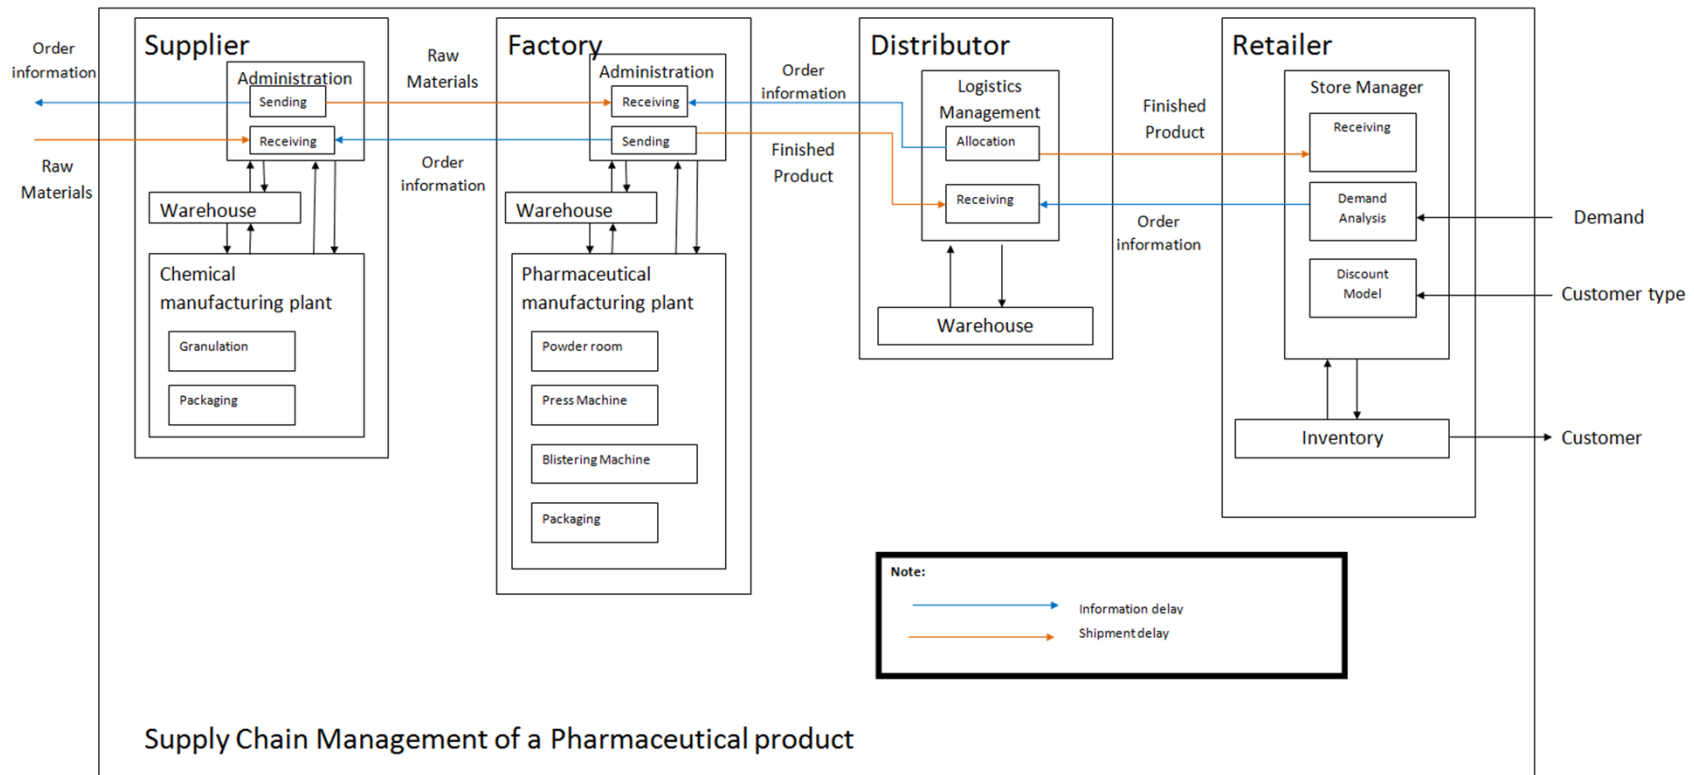 Order
information
Raw
Materials
Supplier
Administration
Sending
Receiving
Warehouse
Chemical
manufacturing plant
Granulation
Packaging
Raw
Materials
Order
information
Factory
Administration
Receiving
Sending
Warehouse
Pharmaceutical
manufacturing plant
Powder room
Press Machine
Blistering Machine
Packaging
Order
information
Finished
Product
Distributor
Logistics
Management
Allocation
Receiving
Warehouse
Finished
Product
Order
information
Retailer
Store Manager
Receiving
Demand
Analysis
Discount
Model
Inventory
Demand
Customer type
Customer
Note:
Information delay
Shipment delay
Supply Chain Management of a Pharmaceutical product